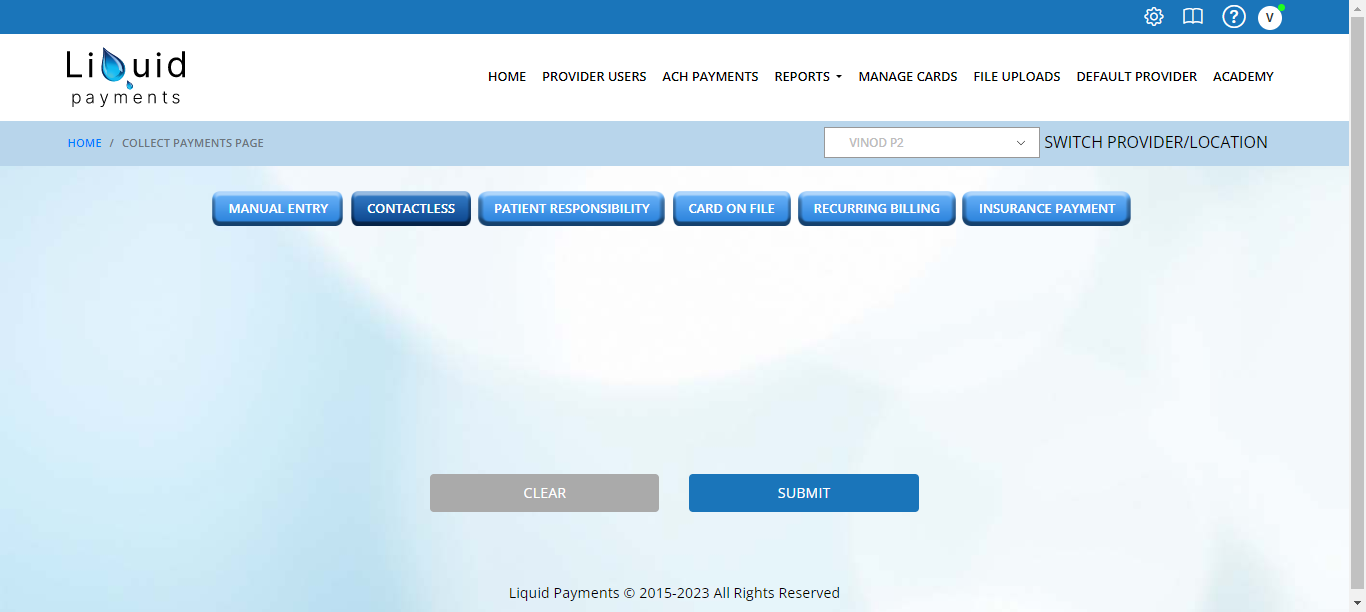 ?
V
Liquid
payments
HOME PROVIDER USERS ACH PAYMENTS REPORTS MANAGE CARDS FILE UPLOADS DEFAULT PROVIDER ACADEMY
HOME / COLLECT PAYMENTS PAGE
VINOD P2
SWITCH PROVIDER/LOCATION
MANUAL ENTRY CONTACTLESS PATIENT RESPONSIBILITY CARD ON FILE RECURRING BILLING INSURANCE PAYMENT
CLEAR SUBMIT
Liquid Payments © 2015-2023 All Rights Reserved